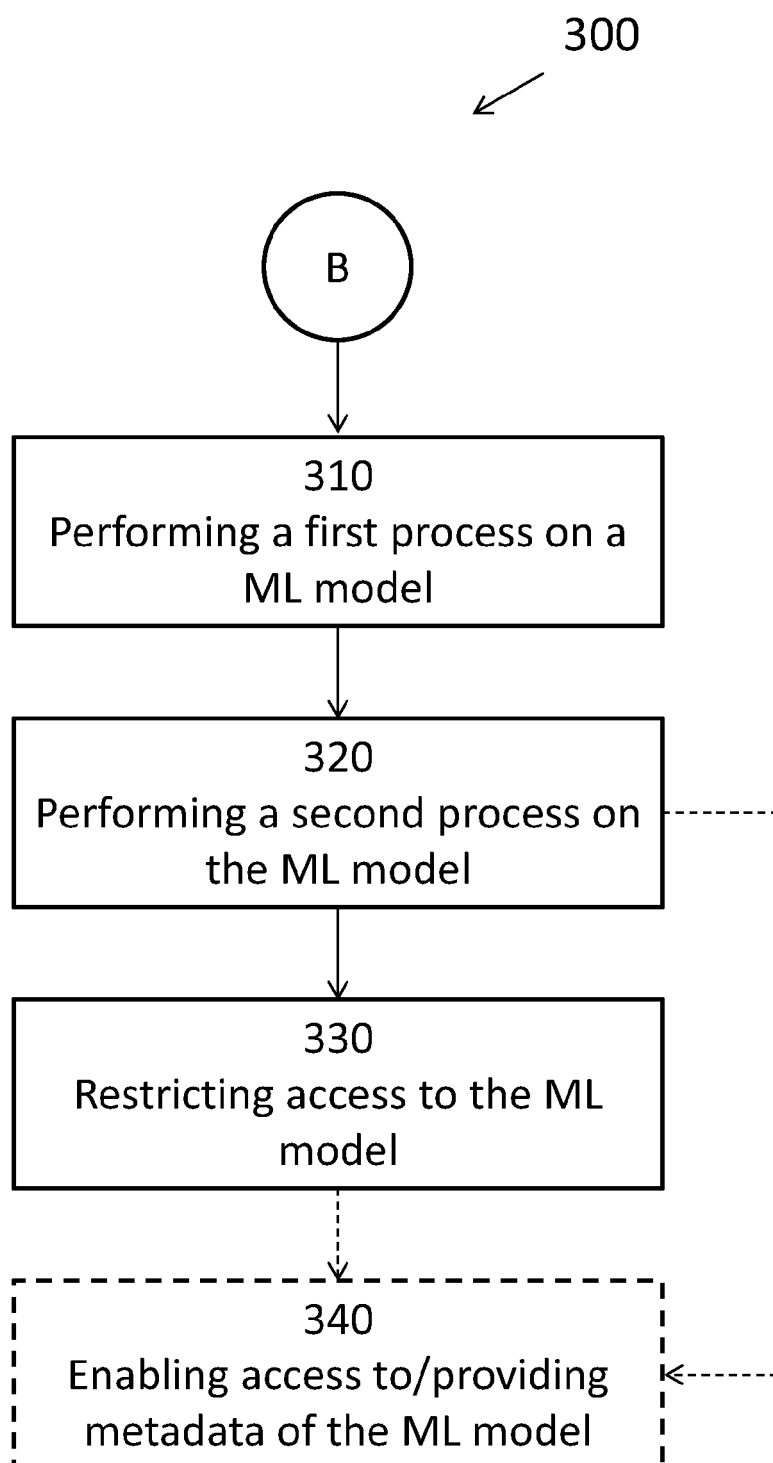 300
B
310
Performing a first process on a
ML model
320
Performing a second process on
the ML model
330
Restricting access to the ML
model
340
Enabling access to/providing
metadata of the ML model